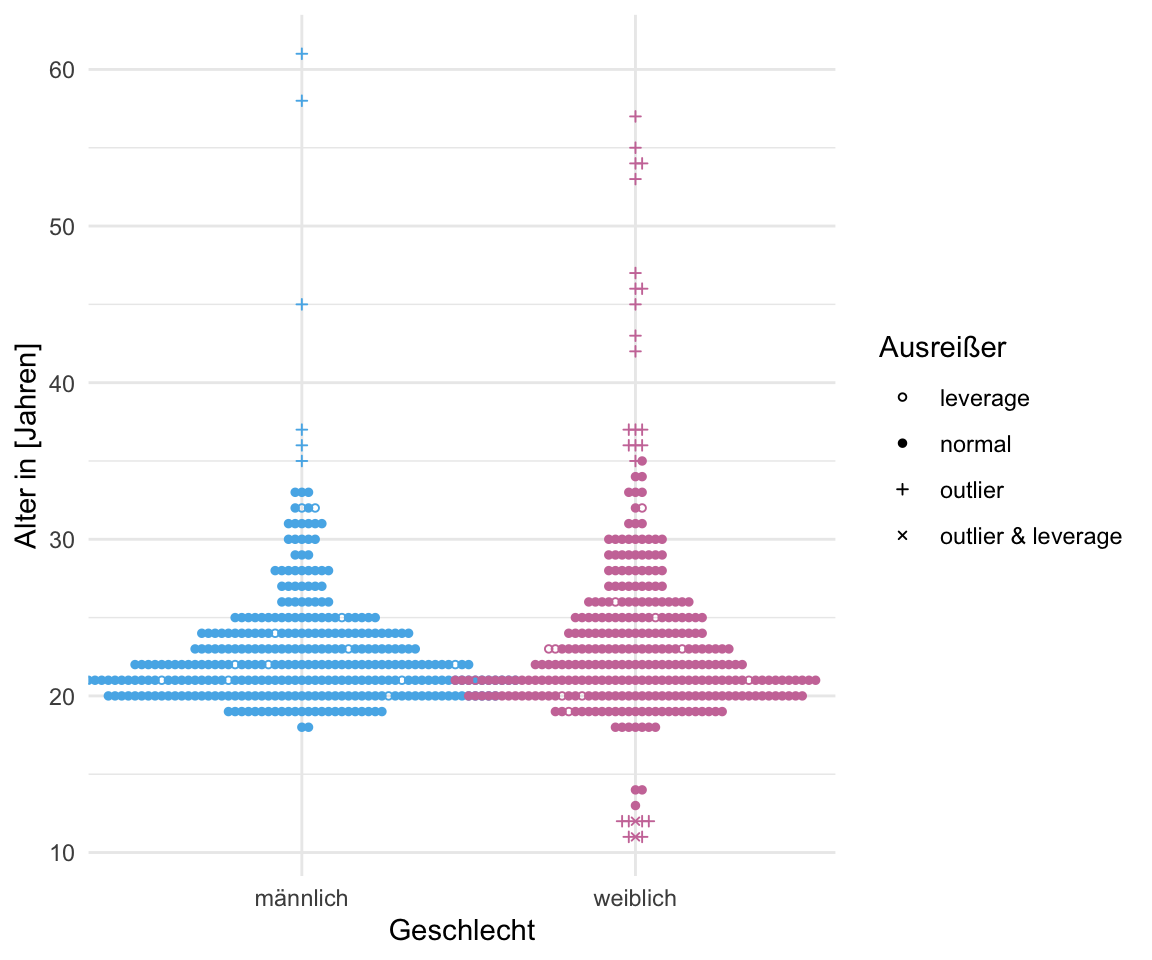 60
50
40
30
20
10
Alter in [Jahren]
männlich
weiblich
Geschlecht
Ausreißer
leverage
normal
outlier
outlier & leverage